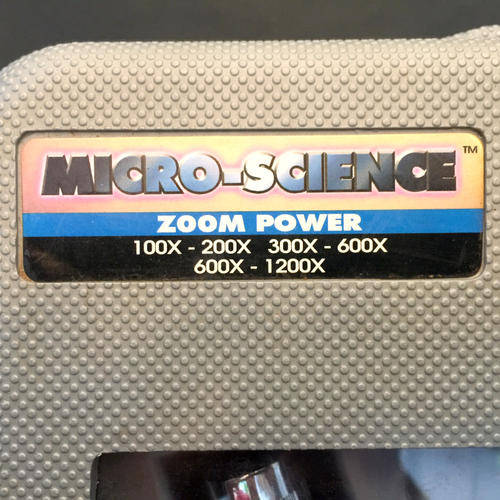 MICRO-SCIENCE™
ZOOM POWER
100X - 200X 300X - 600X
600X - 1200X